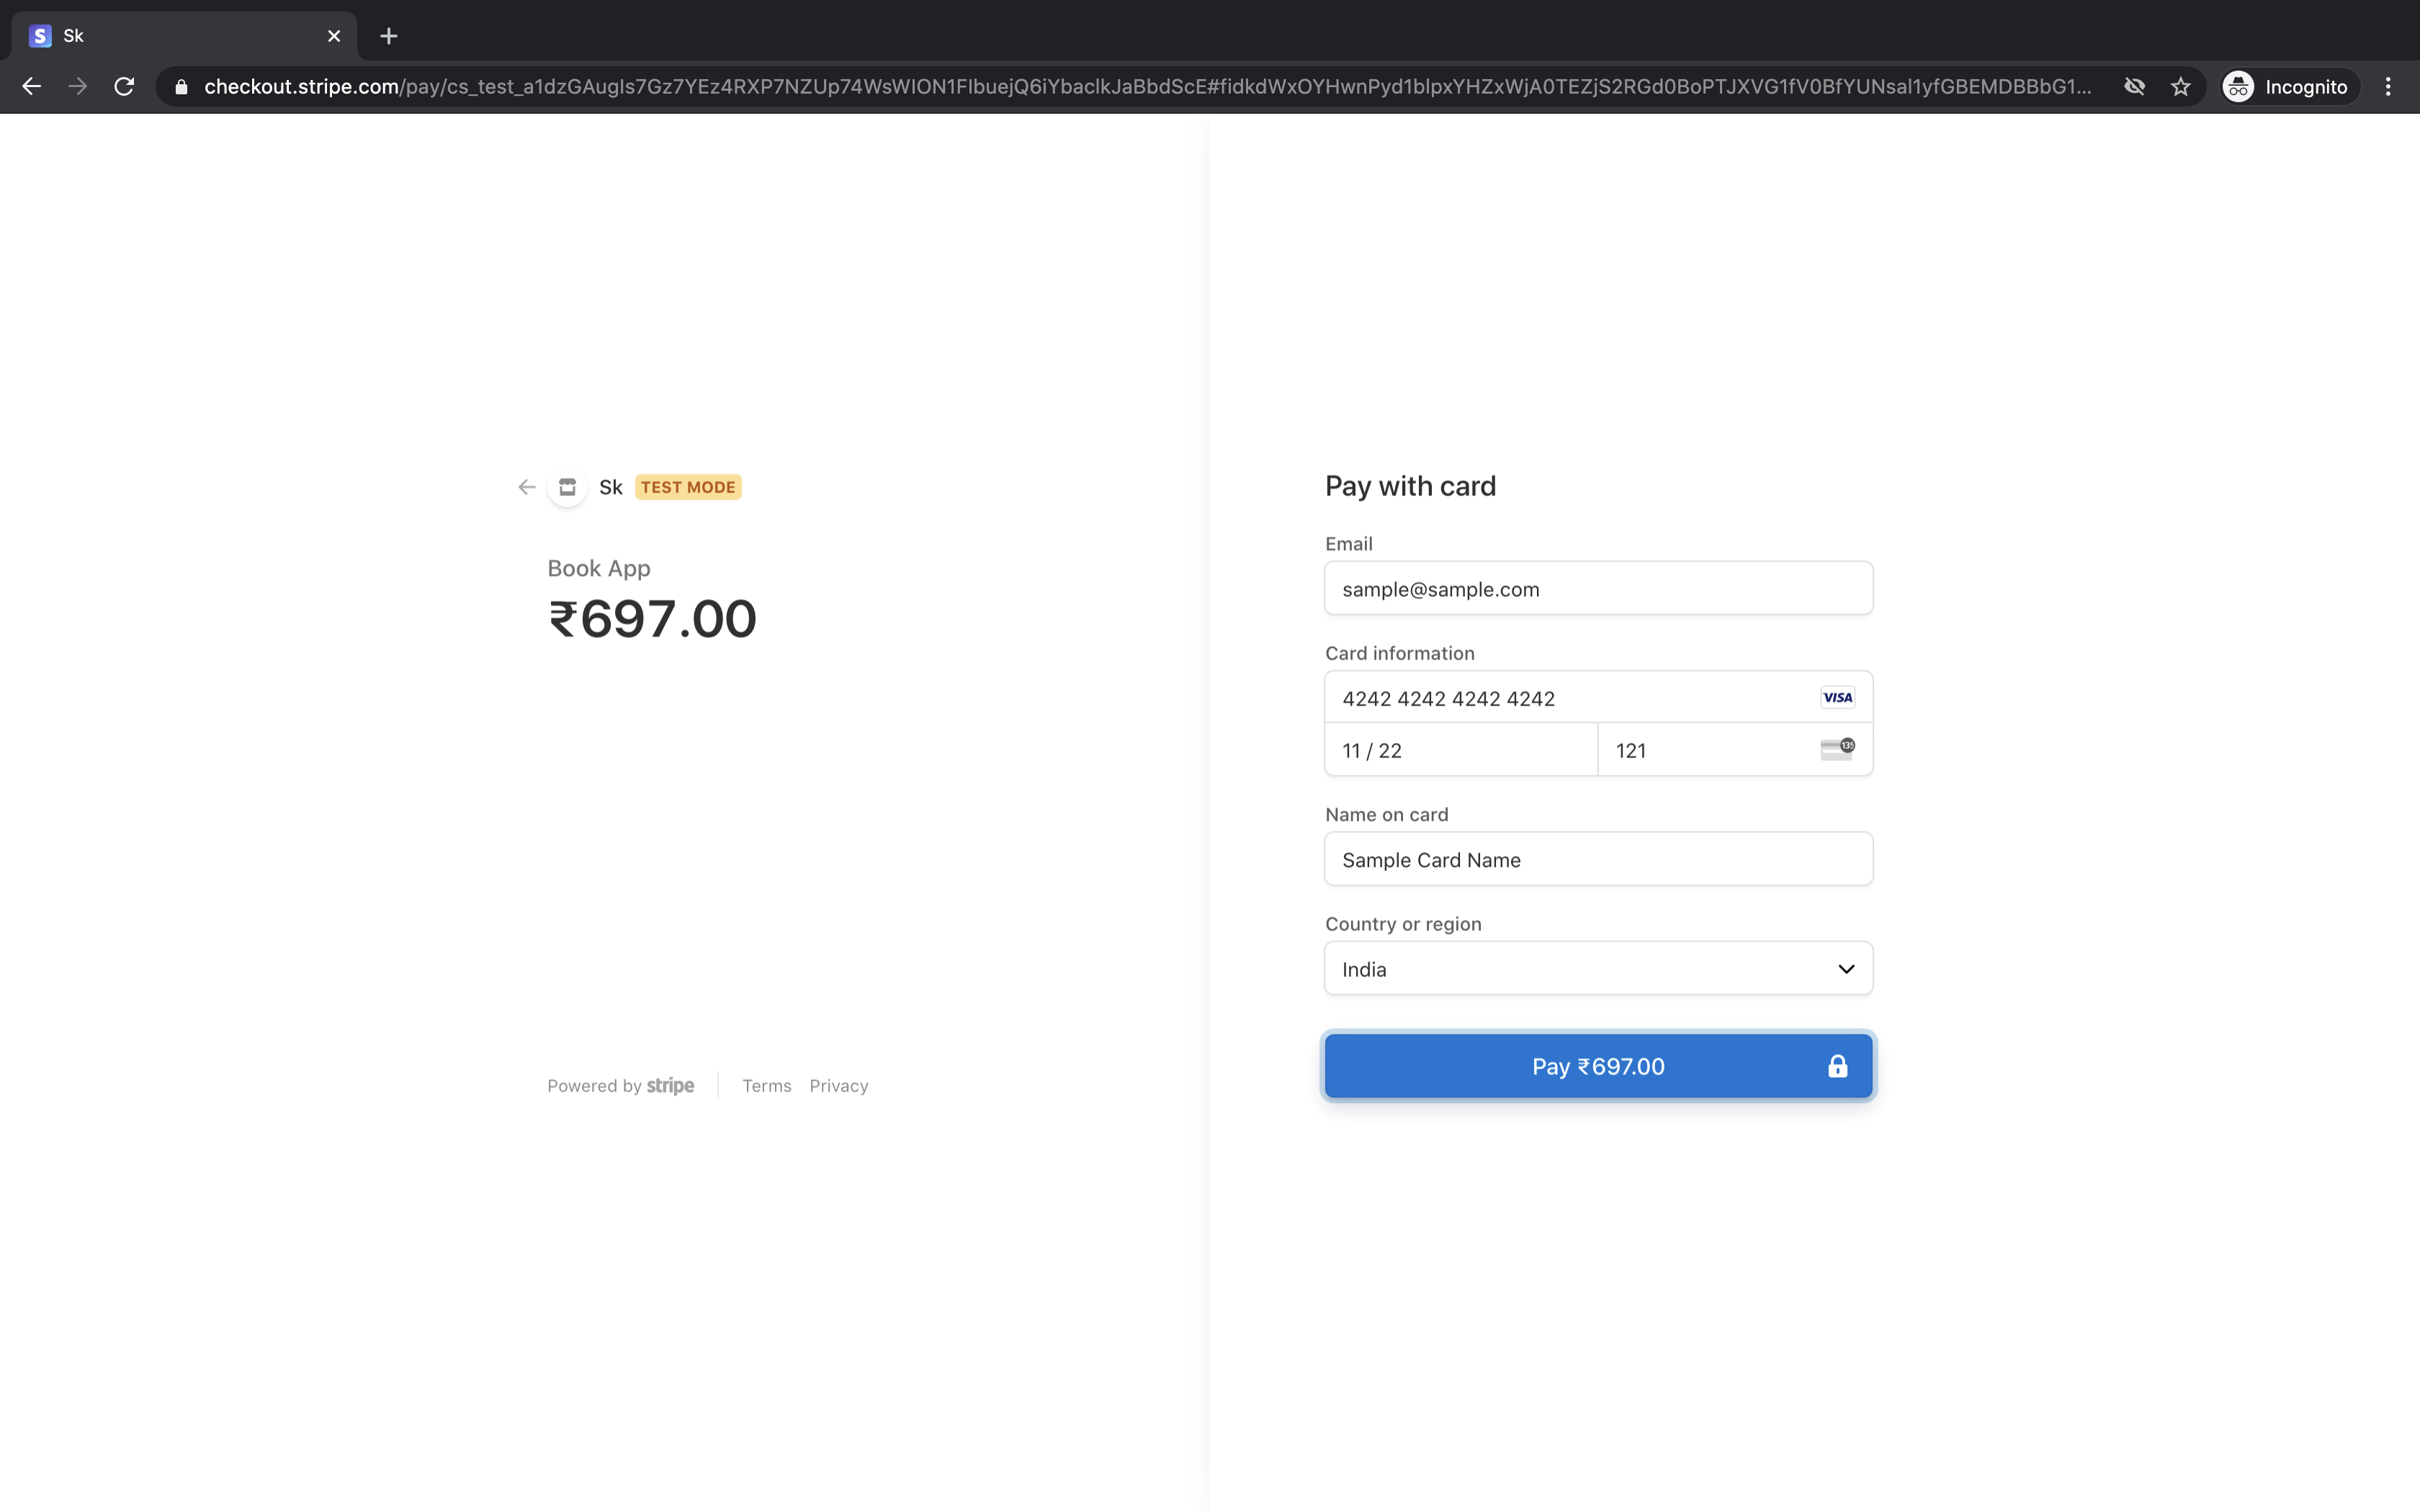 Sk
checkout.stripe.com/pay/cs_test_a1dzGAugIs7Gz7YEz4RXP7NZUp74WsWION1FIbuejQ6iYbaclkJaBbdScE#fidkdWxOYHwnPyd1blpxYHZxWjA0TEZjS2RGd0BoPTJXVG1fV0BfYUNsal1yfGBEMDBBbG1...
Incognito
Sk TEST MODE
Book App
₹697.00
Powered by stripe
Terms Privacy
Pay with card
Email
sample@sample.com
Card information
4242 4242 4242 4242 VISA
11 / 22
121
135
Name on card
Sample Card Name
Country or region
India
Pay ₹697.00